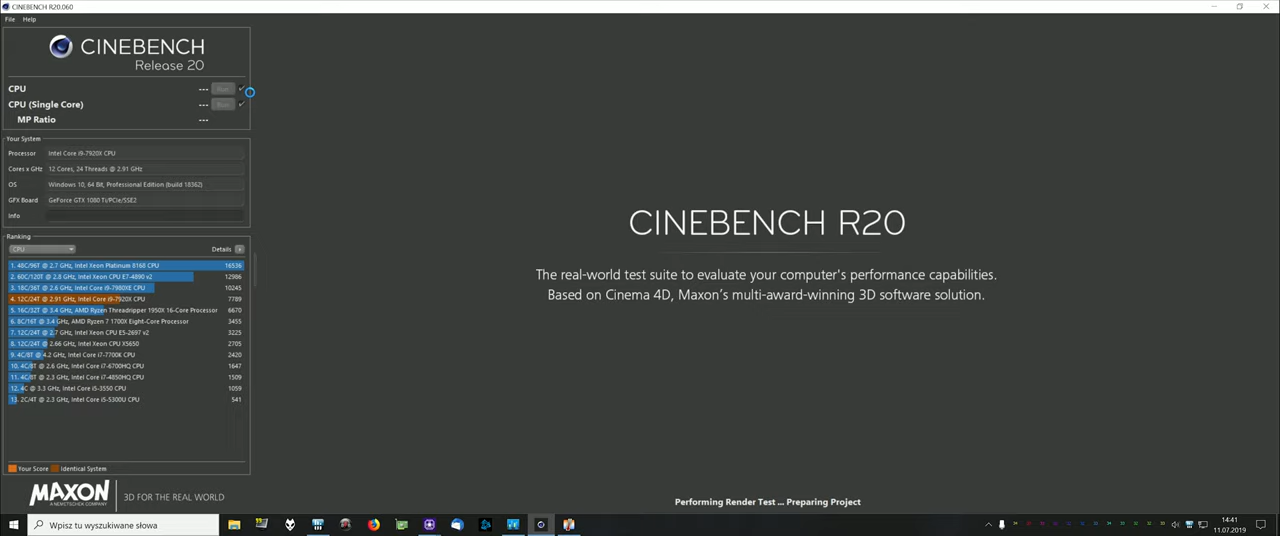 CINEBENCH R20.060
File Help
CINEBENCH
Release 20
CPU --- Run
CPU (Single Core) --- Run
MP Ratio ---
Your System
Processor Intel Core i9-7920X CPU
Cores x GHz 12 Cores, 24 Threads @ 2.91 GHz
OS Windows 10, 64 Bit, Professional Edition (build 18362)
GFX Board GeForce GTX 1080 Ti/PCIe/SSE2
Info
Ranking
CPU Details
1. 48C/96T @ 2.7 GHz, Intel Xeon Platinum 8168 CPU 16536
2. 60C/120T @ 2.8 GHz, Intel Xeon CPU E7-4890 v2 12986
3. 18C/36T @ 2.6 GHz, Intel Core i9-7980XE CPU 10245
4. 12C/24T @ 2.91 GHz, Intel Core i9-7920X CPU 7789
5. 16C/32T @ 3.4 GHz, AMD Ryzen Threadripper 1950X 16-Core Processor 6670
6. 8C/16T @ 3.4 GHz, AMD Ryzen 7 1700X Eight-Core Processor 3455
7. 12C/24T @ 2.7 GHz, Intel Xeon CPU E5-2697 v2 3225
8. 12C/24T @ 2.66 GHz, Intel Xeon CPU X5650 2705
9. 4C/8T @ 4.2 GHz, Intel Core i7-7700K CPU 2420
10. 4C/8T @ 2.6 GHz, Intel Core i7-6700HQ CPU 1647
11. 4C/8T @ 2.3 GHz, Intel Core i7-4850HQ CPU 1509
12. 4C @ 3.3 GHz, Intel Core i5-3550 CPU 1059
13. 2C/4T @ 2.3 GHz, Intel Core i5-5300U CPU 541
Your Score Identical System
MAXON 3D FOR THE REAL WORLD
A NEMETSCHEK COMPANY
CINEBENCH R20
The real-world test suite to evaluate your computer's performance capabilities.
Based on Cinema 4D, Maxon's multi-award-winning 3D software solution.
Performing Render Test ... Preparing Project
Wpisz tu wyszukiwane słowa
14:41
11.07.2019